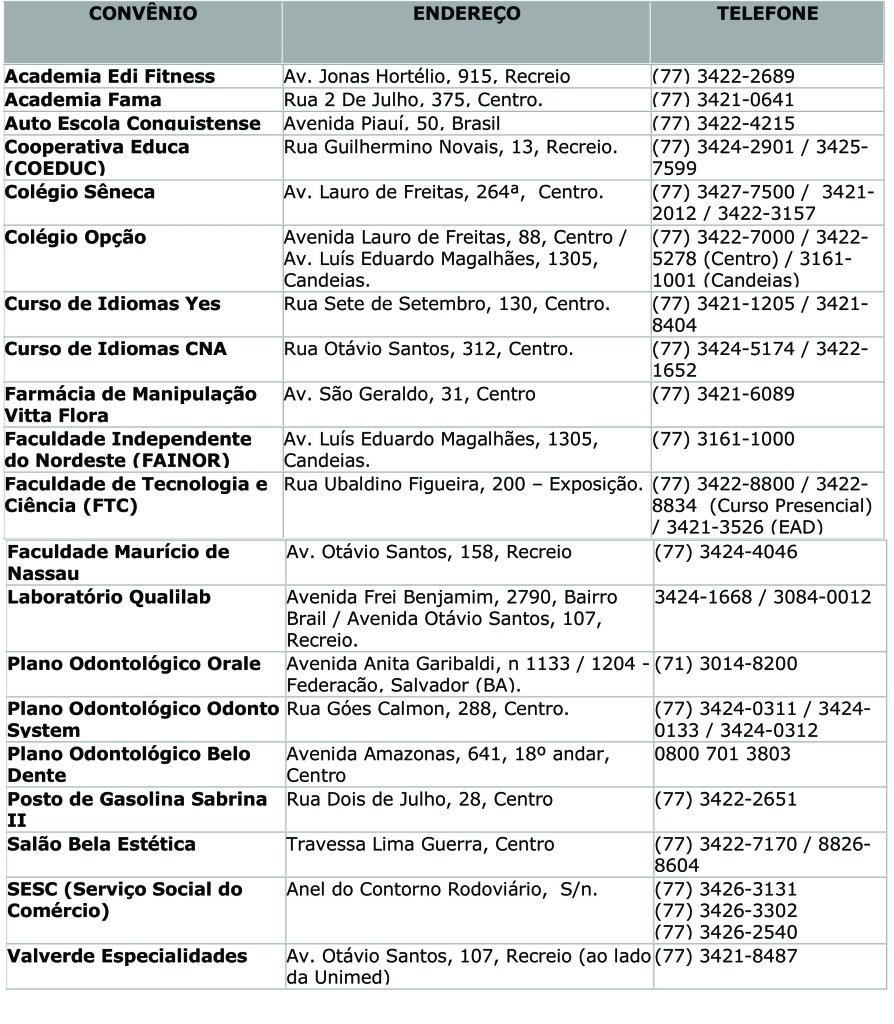 CONVÊNIO ENDEREÇO TELEFONE
Academia Edi Fitness Av. Jonas Hortélio, 915, Recreio (77) 3422-2689
Academia Fama Rua 2 De Julho, 375, Centro. (77) 3421-0641
Auto Escola Conquistense Avenida Piauí, 50, Brasil (77) 3422-4215
Cooperativa Educa Rua Guilhermino Novais, 13, Recreio. (77) 3424-2901 / 3425-
(COEDUC) 7599
Colégio Sêneca Av. Lauro de Freitas, 264ª, Centro. (77) 3427-7500 / 3421-
2012 / 3422-3157
Colégio Opção Avenida Lauro de Freitas, 88, Centro / (77) 3422-7000 / 3422-
Av. Luís Eduardo Magalhães, 1305, 5278 (Centro) / 3161-
Candeias. 1001 (Candeias)
Curso de Idiomas Yes Rua Sete de Setembro, 130, Centro. (77) 3421-1205 / 3421-
8404
Curso de Idiomas CNA Rua Otávio Santos, 312, Centro. (77) 3424-5174 / 3422-
1652
Farmácia de Manipulação Av. São Geraldo, 31, Centro (77) 3421-6089
Vitta Flora
Faculdade Independente Av. Luís Eduardo Magalhães, 1305, (77) 3161-1000
do Nordeste (FAINOR) Candeias.
Faculdade de Tecnologia e Rua Ubaldino Figueira, 200 – Exposição. (77) 3422-8800 / 3422-
Ciência (FTC) 8834 (Curso Presencial)
/ 3421-3526 (EAD)
Faculdade Maurício de Av. Otávio Santos, 158, Recreio (77) 3424-4046
Nassau
Laboratório Qualilab Avenida Frei Benjamim, 2790, Bairro 3424-1668 / 3084-0012
Brail / Avenida Otávio Santos, 107,
Recreio.
Plano Odontológico Orale Avenida Anita Garibaldi, n 1133 / 1204 - (71) 3014-8200
Federação, Salvador (BA).
Plano Odontológico Odonto Rua Góes Calmon, 288, Centro. (77) 3424-0311 / 3424-
System 0133 / 3424-0312
Plano Odontológico Belo Avenida Amazonas, 641, 18º andar, 0800 701 3803
Dente Centro
Posto de Gasolina Sabrina Rua Dois de Julho, 28, Centro (77) 3422-2651
II
Salão Bela Estética Travessa Lima Guerra, Centro (77) 3422-7170 / 8826-
8604
SESC (Serviço Social do Anel do Contorno Rodoviário, S/n. (77) 3426-3131
Comércio) (77) 3426-3302
(77) 3426-2540
Valverde Especialidades Av. Otávio Santos, 107, Recreio (ao lado (77) 3421-8487
da Unimed)